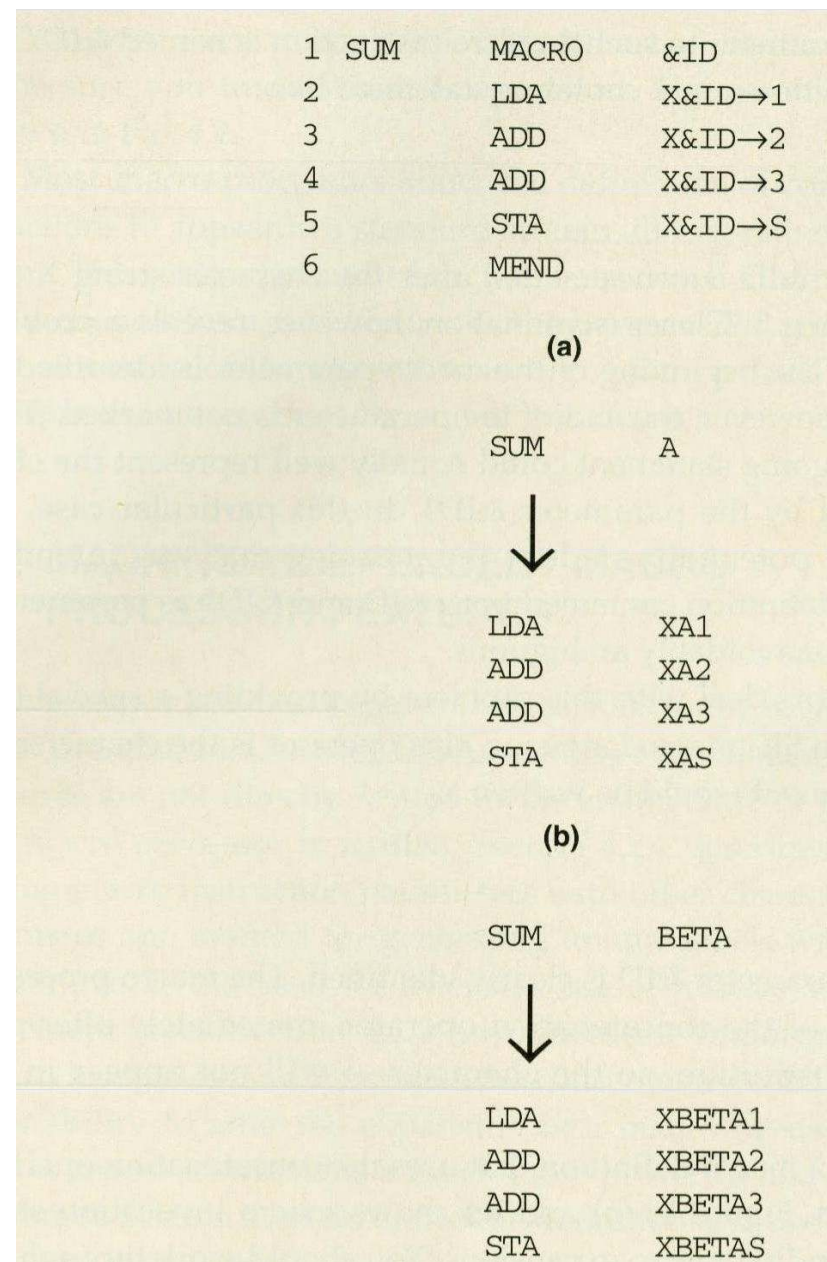 1 SUM MACRO &ID
2 LDA X&ID→1
3 ADD X&ID→2
4 ADD X&ID→3
5 STA X&ID→S
6 MEND
(a)
SUM A
LDA XA1
ADD XA2
ADD XA3
STA XAS
(b)
SUM BETA
LDA XBETA1
ADD XBETA2
ADD XBETA3
STA XBETAS